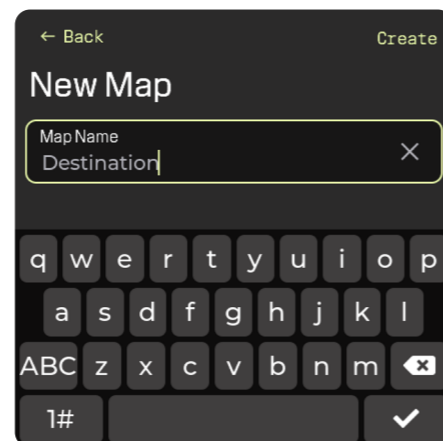 ← Back Create
New Map
Map Name
Destination
q w e r t y u i o p
a s d f g h j k l
ABC z x c v b n m
1#